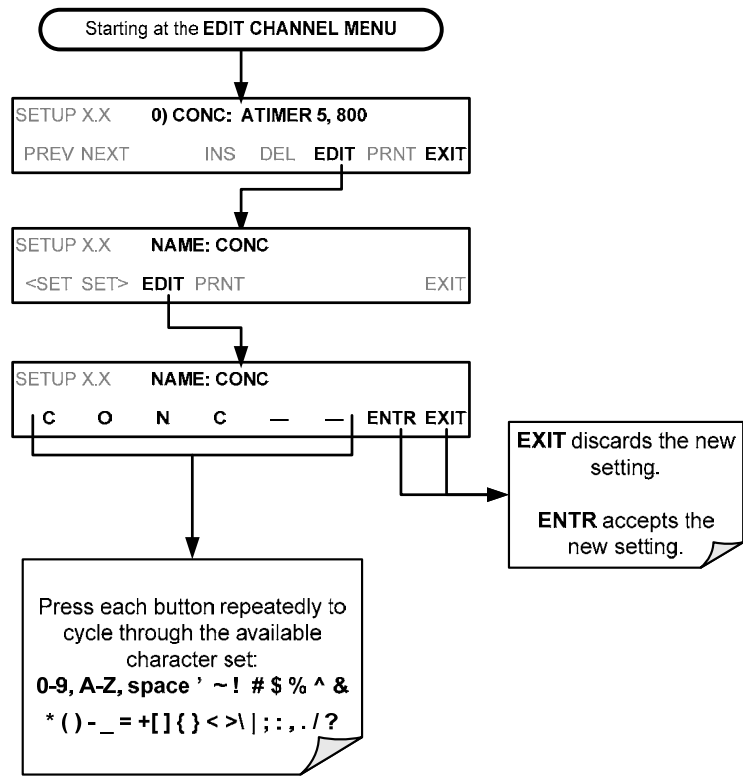 Starting at the EDIT CHANNEL MENU
SETUP X.X 0) CONC: ATIMER 5, 800
PREV NEXT INS DEL EDIT PRNT EXIT
SETUP X.X NAME: CONC
<SET SET> EDIT PRNT EXIT
SETUP X.X NAME: CONC
C O N C — — ENTR EXIT
EXIT discards the new
setting.
ENTR accepts the
new setting.
Press each button repeatedly to
cycle through the available
character set:
0-9, A-Z, space ’ ~ ! # $ % ^ &
* ( ) - _ = +[ ] { } < >\ | ; : , . / ?